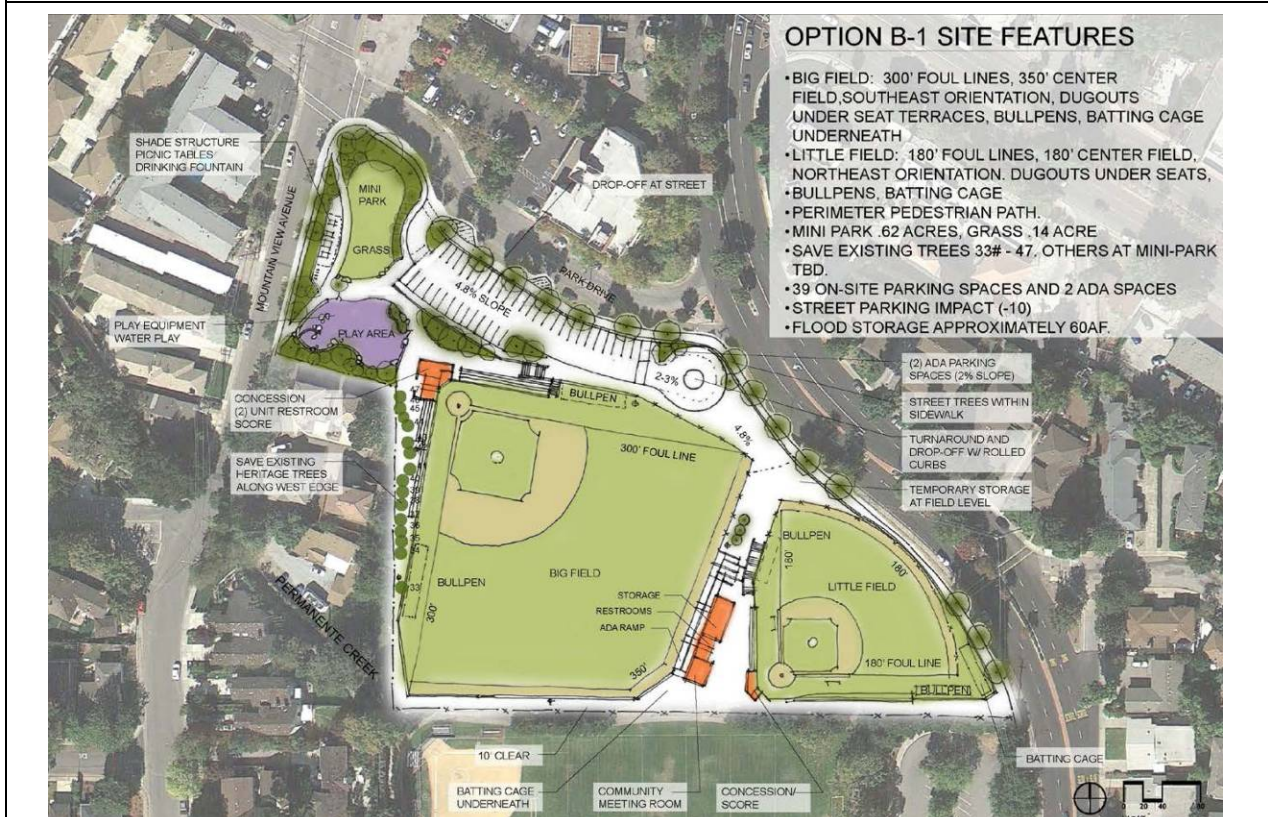 OPTION B-1 SITE FEATURES
•BIG FIELD: 300' FOUL LINES, 350' CENTER
FIELD,SOUTHEAST ORIENTATION, DUGOUTS
UNDER SEAT TERRACES, BULLPENS, BATTING CAGE
UNDERNEATH
•LITTLE FIELD: 180' FOUL LINES, 180' CENTER FIELD,
NORTHEAST ORIENTATION. DUGOUTS UNDER SEATS,
•BULLPENS, BATTING CAGE
•PERIMETER PEDESTRIAN PATH.
•MINI PARK .62 ACRES, GRASS .14 ACRE
•SAVE EXISTING TREES 33# - 47. OTHERS AT MINI-PARK
TBD.
•39 ON-SITE PARKING SPACES AND 2 ADA SPACES
•STREET PARKING IMPACT (-10)
•FLOOD STORAGE APPROXIMATELY 60AF.
SHADE STRUCTURE
PICNIC TABLES
DRINKING FOUNTAIN
MOUNTAIN VIEW AVENUE
MINI
PARK
GRASS
DROP-OFF AT STREET
PARK DRIVE
4.8% SLOPE
PLAY EQUIPMENT
WATER PLAY
PLAY AREA
2-3%
(2) ADA PARKING
SPACES (2% SLOPE)
STREET TREES WITHIN
SIDEWALK
TURNAROUND AND
DROP-OFF W/ ROLLED
CURBS
TEMPORARY STORAGE
AT FIELD LEVEL
CONCESSION
(2) UNIT RESTROOM
SCORE
47
45
BULLPEN
4.8%
300' FOUL LINE
SAVE EXISTING
HERITAGE TREES
ALONG WEST EDGE
40
39
38
36
33
BULLPEN
300'
BIG FIELD
PERMANENTE CREEK
STORAGE
RESTROOMS
ADA RAMP
350'
BULLPEN
180'
180'
LITTLE FIELD
180' FOUL LINE
BULLPEN
10' CLEAR
BATTING CAGE
UNDERNEATH
COMMUNITY
MEETING ROOM
CONCESSION/
SCORE
BATTING CAGE
0 20 40 80